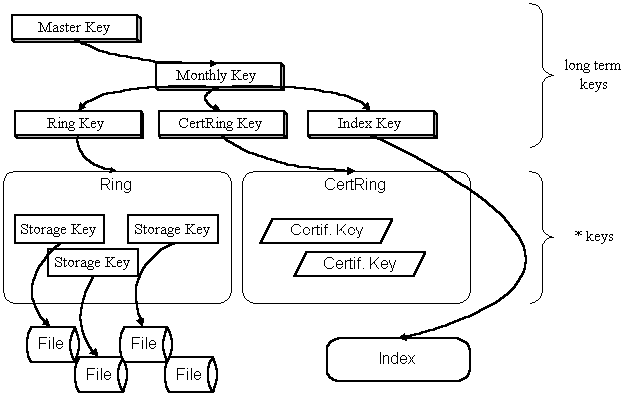 Master Key
Monthly Key
long term
keys
Ring Key
CertRing Key
Index Key
Ring
CertRing
Storage Key
Storage Key
Certif. Key
* keys
Storage Key
Certif. Key
File
File
Index
File
File